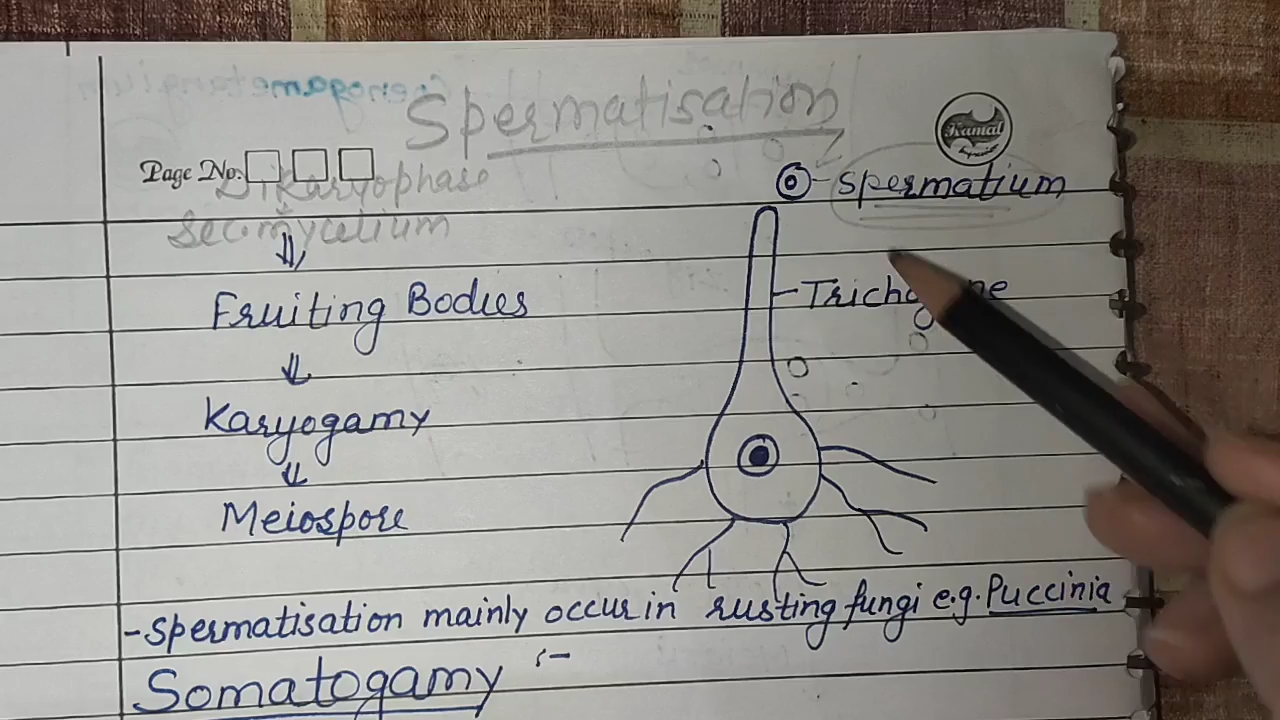 Spermatisation
Kamal
Page No:
Dikaryophase
spermatium
Secmycelium
Trichogyne
Fruiting Bodies
Karyogamy
Meiospore
-Spermatisation mainly occur in rusting fungi e.g. Puccinia
Somatogamy :-